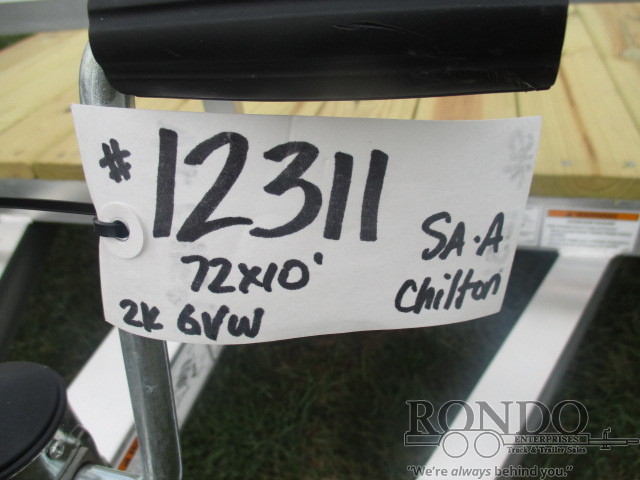 #12311
72x10'
2K GVW
SA.A
Chilton
RONDO
ENTERPRISES
Truck & Trailer Sales
"We're always behind you."